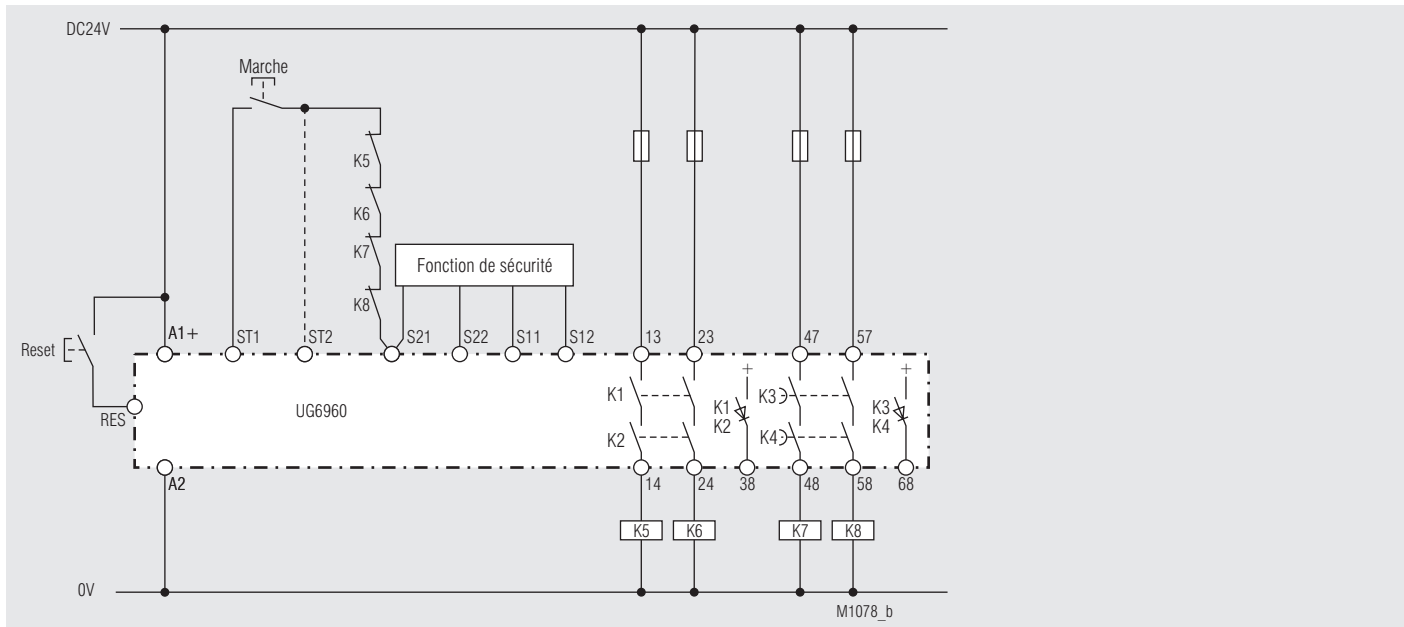 DC24V
Marche
K5
K6
K7
K8
Fonction de sécurité
Reset
A1+
ST1
ST2
S21
S22
S11
S12
13
23
47
57
RES
UG6960
K1
K2
K1
K2
K3
K4
K3
K4
A2
14
24
38
48
58
68
+
+
K5
K6
K7
K8
0V
M1078_b